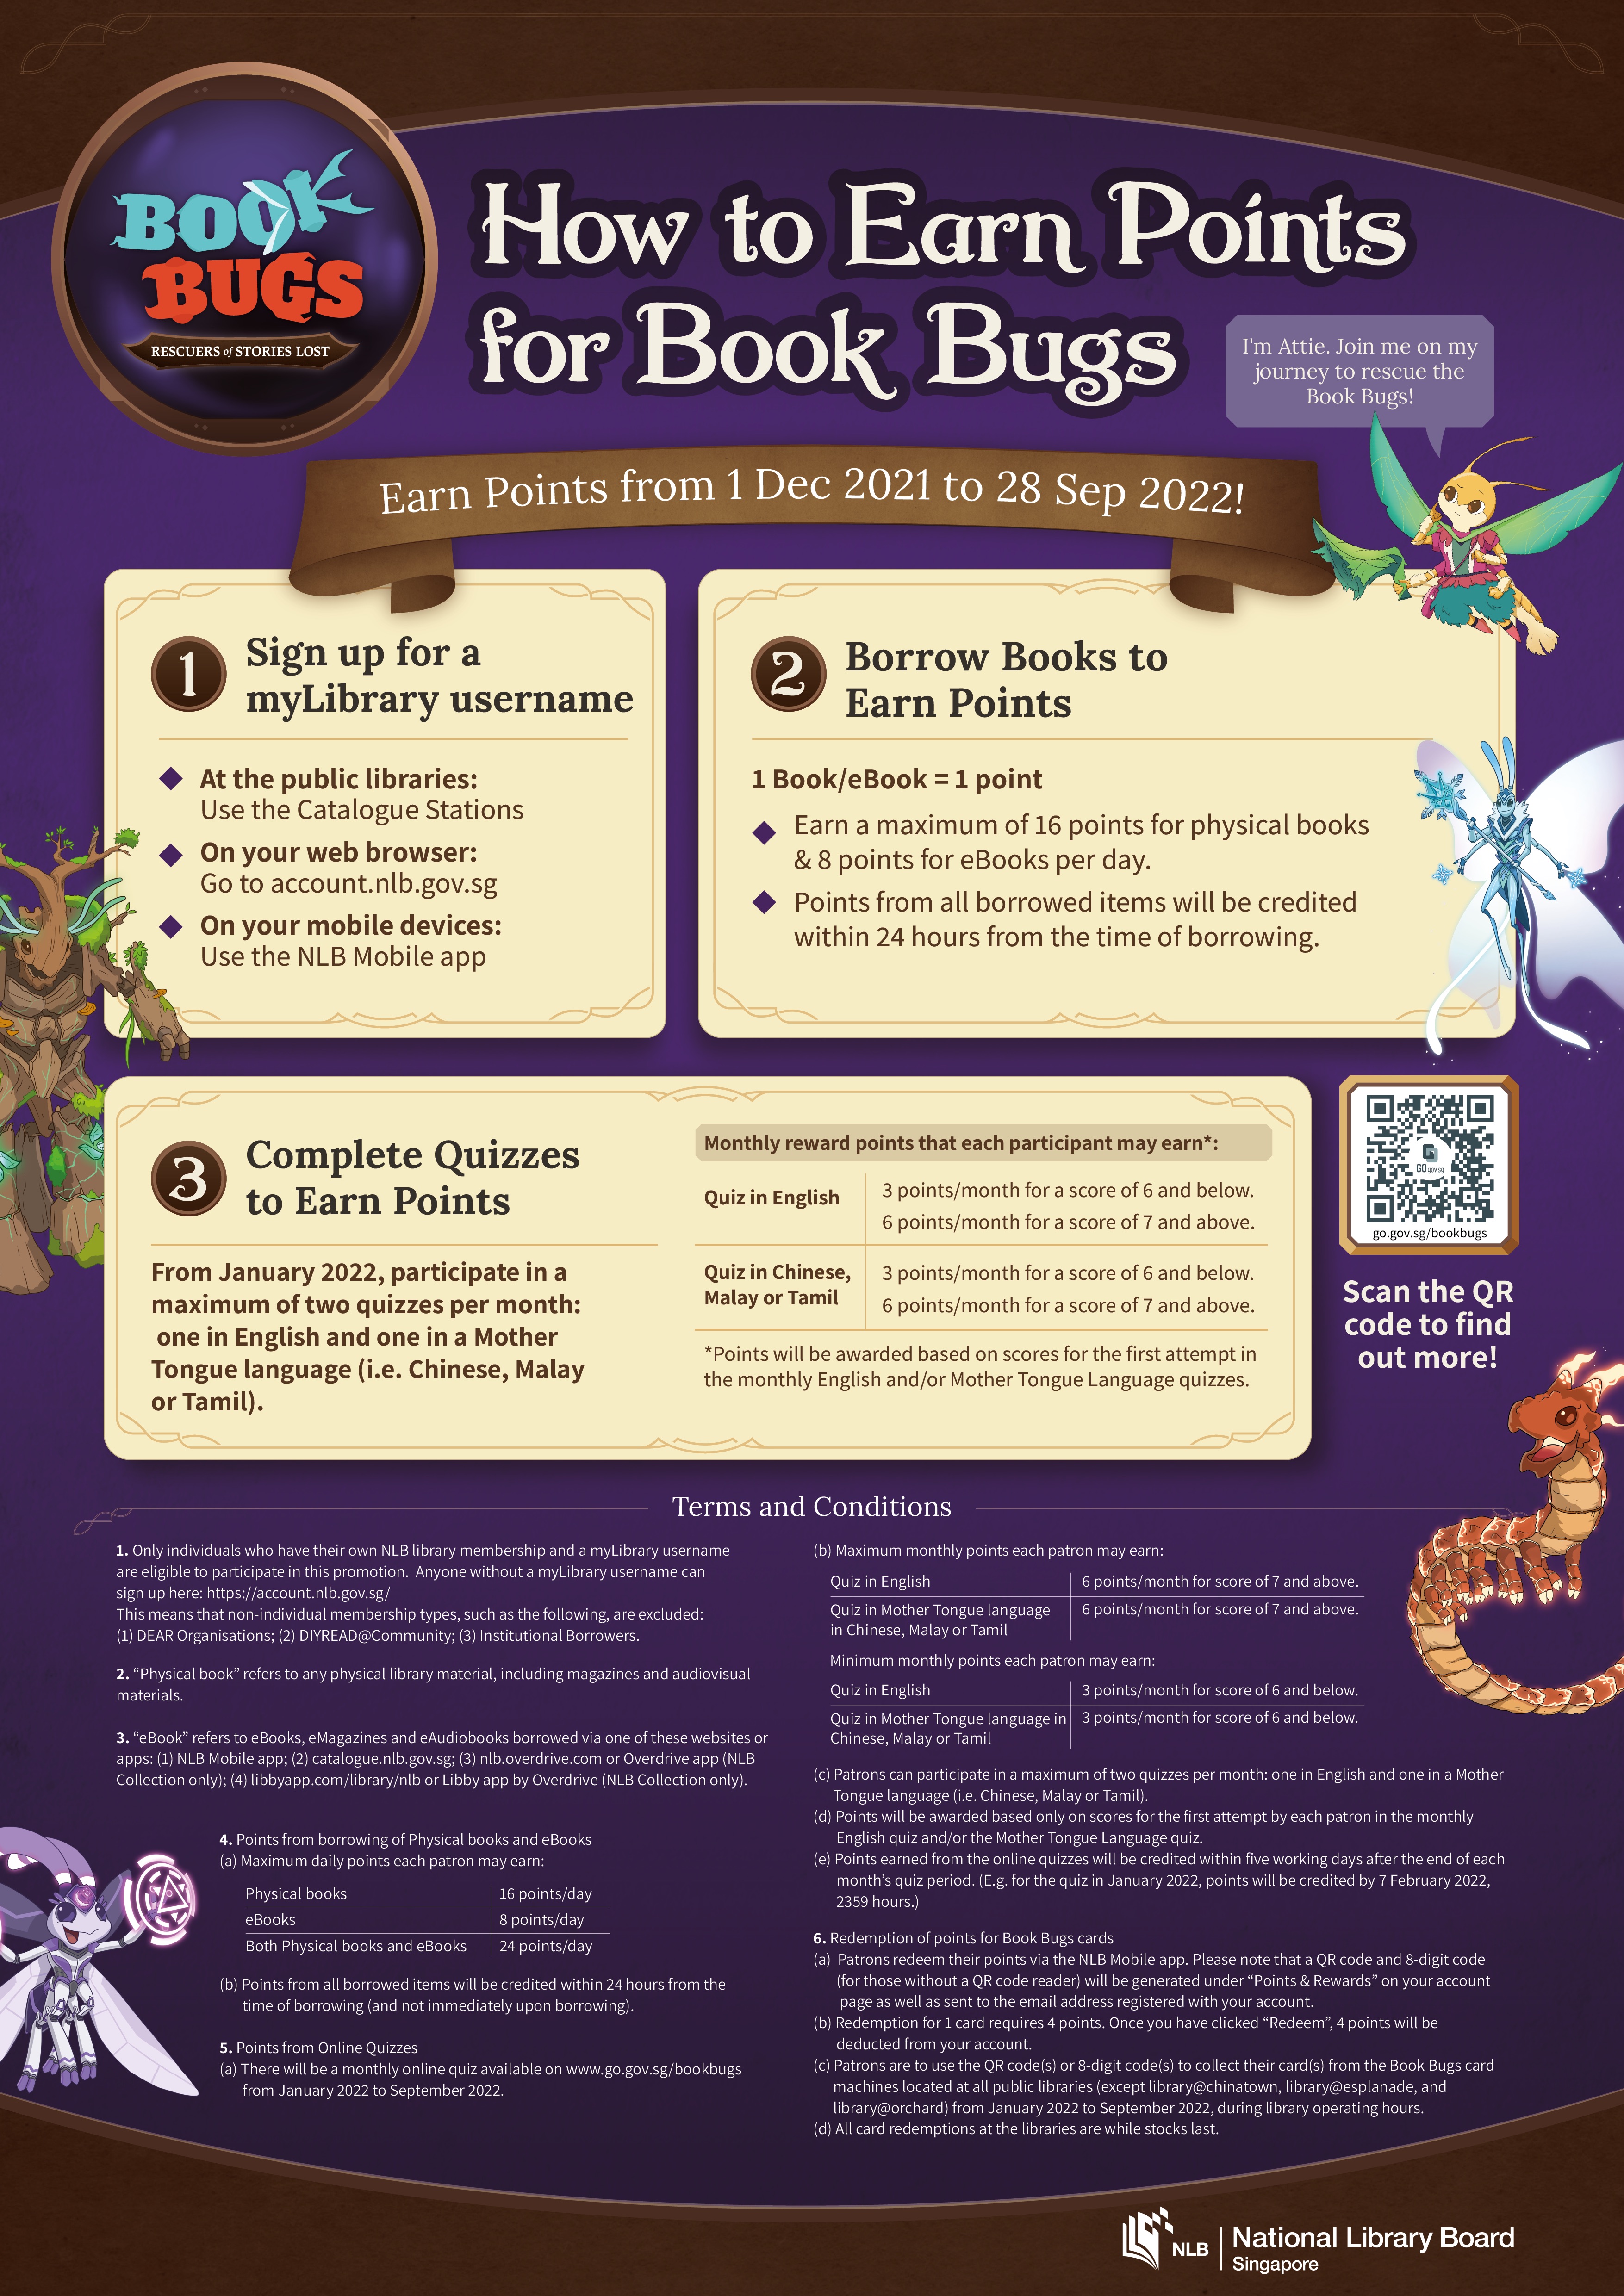 BOOK
BUGS
RESCUERS of STORIES LOST
How to Earn Points
for Book Bugs
I'm Attie. Join me on my
journey to rescue the
Book Bugs!
Earn Points from 1 Dec 2021 to 28 Sep 2022!
1
Sign up for a
myLibrary username
At the public libraries:
Use the Catalogue Stations
On your web browser:
Go to account.nlb.gov.sg
On your mobile devices:
Use the NLB Mobile app
2
Borrow Books to
Earn Points
1 Book/eBook = 1 point
Earn a maximum of 16 points for physical books
& 8 points for eBooks per day.
Points from all borrowed items will be credited
within 24 hours from the time of borrowing.
3
Complete Quizzes
to Earn Points
From January 2022, participate in a
maximum of two quizzes per month:
one in English and one in a Mother
Tongue language (i.e. Chinese, Malay
or Tamil).
Monthly reward points that each participant may earn*:
Quiz in English
3 points/month for a score of 6 and below.
6 points/month for a score of 7 and above.
Quiz in Chinese,
Malay or Tamil
3 points/month for a score of 6 and below.
6 points/month for a score of 7 and above.
*Points will be awarded based on scores for the first attempt in
the monthly English and/or Mother Tongue Language quizzes.
GO gov.sg
go.gov.sg/bookbugs
Scan the QR
code to find
out more!
Terms and Conditions
1. Only individuals who have their own NLB library membership and a myLibrary username
are eligible to participate in this promotion. Anyone without a myLibrary username can
sign up here: https://account.nlb.gov.sg/
This means that non-individual membership types, such as the following, are excluded:
(1) DEAR Organisations; (2) DIYREAD@Community; (3) Institutional Borrowers.
2. “Physical book” refers to any physical library material, including magazines and audiovisual
materials.
3. “eBook” refers to eBooks, eMagazines and eAudiobooks borrowed via one of these websites or
apps: (1) NLB Mobile app; (2) catalogue.nlb.gov.sg; (3) nlb.overdrive.com or Overdrive app (NLB
Collection only); (4) libbyapp.com/library/nlb or Libby app by Overdrive (NLB Collection only).
4. Points from borrowing of Physical books and eBooks
(a) Maximum daily points each patron may earn:
Physical books 16 points/day
eBooks 8 points/day
Both Physical books and eBooks 24 points/day
(b) Points from all borrowed items will be credited within 24 hours from the
time of borrowing (and not immediately upon borrowing).
5. Points from Online Quizzes
(a) There will be a monthly online quiz available on www.go.gov.sg/bookbugs
from January 2022 to September 2022.
(b) Maximum monthly points each patron may earn:
Quiz in English 6 points/month for score of 7 and above.
Quiz in Mother Tongue language 6 points/month for score of 7 and above.
in Chinese, Malay or Tamil
Minimum monthly points each patron may earn:
Quiz in English 3 points/month for score of 6 and below.
Quiz in Mother Tongue language in 3 points/month for score of 6 and below.
Chinese, Malay or Tamil
(c) Patrons can participate in a maximum of two quizzes per month: one in English and one in a Mother
Tongue language (i.e. Chinese, Malay or Tamil).
(d) Points will be awarded based only on scores for the first attempt by each patron in the monthly
English quiz and/or the Mother Tongue Language quiz.
(e) Points earned from the online quizzes will be credited within five working days after the end of each
month’s quiz period. (E.g. for the quiz in January 2022, points will be credited by 7 February 2022,
2359 hours.)
6. Redemption of points for Book Bugs cards
(a) Patrons redeem their points via the NLB Mobile app. Please note that a QR code and 8-digit code
(for those without a QR code reader) will be generated under “Points & Rewards” on your account
page as well as sent to the email address registered with your account.
(b) Redemption for 1 card requires 4 points. Once you have clicked “Redeem”, 4 points will be
deducted from your account.
(c) Patrons are to use the QR code(s) or 8-digit code(s) to collect their card(s) from the Book Bugs card
machines located at all public libraries (except library@chinatown, library@esplanade, and
library@orchard) from January 2022 to September 2022, during library operating hours.
(d) All card redemptions at the libraries are while stocks last.
NLB
National Library Board
Singapore